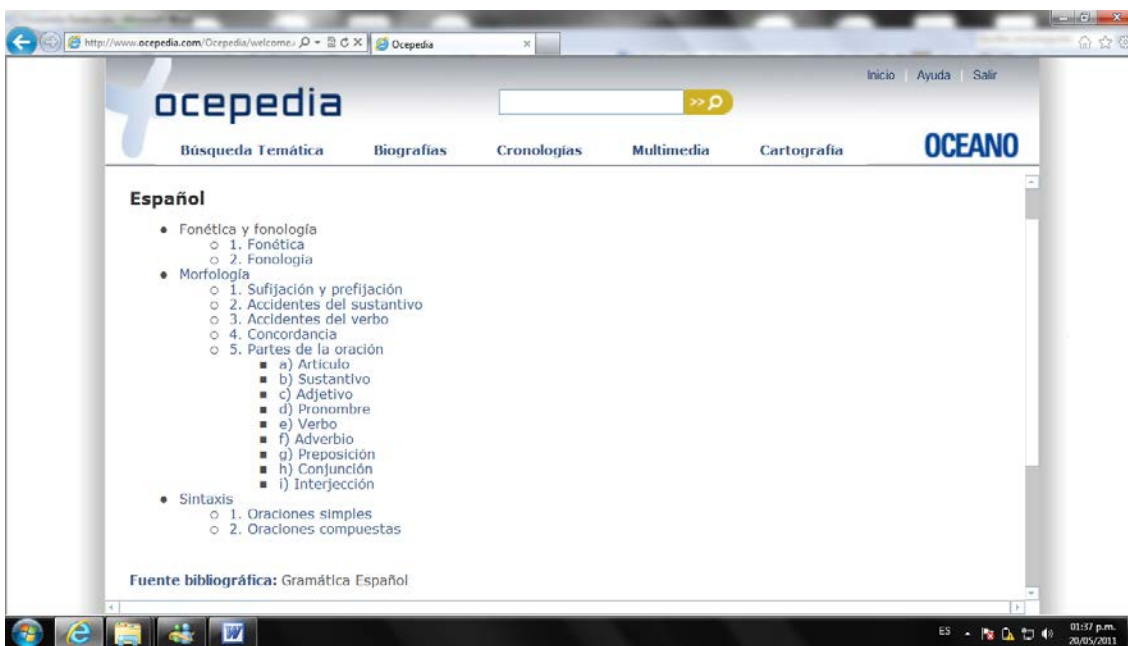 http://www.ocepedia.com/Ocepedia/welcome.
Ocepedia
Inicio Ayuda Salir
ocepedia
>>
Búsqueda Temática Biografías Cronologías Multimedia Cartografía
OCEANO
Español
Fonética y fonología
1. Fonética
2. Fonología
Morfología
1. Sufijación y prefijación
2. Accidentes del sustantivo
3. Accidentes del verbo
4. Concordancia
5. Partes de la oración
a) Artículo
b) Sustantivo
c) Adjetivo
d) Pronombre
e) Verbo
f) Adverbio
g) Preposición
h) Conjunción
i) Interjección
Sintaxis
1. Oraciones simples
2. Oraciones compuestas
Fuente bibliográfica: Gramática Español
ES
01:37 p.m.
20/05/2011